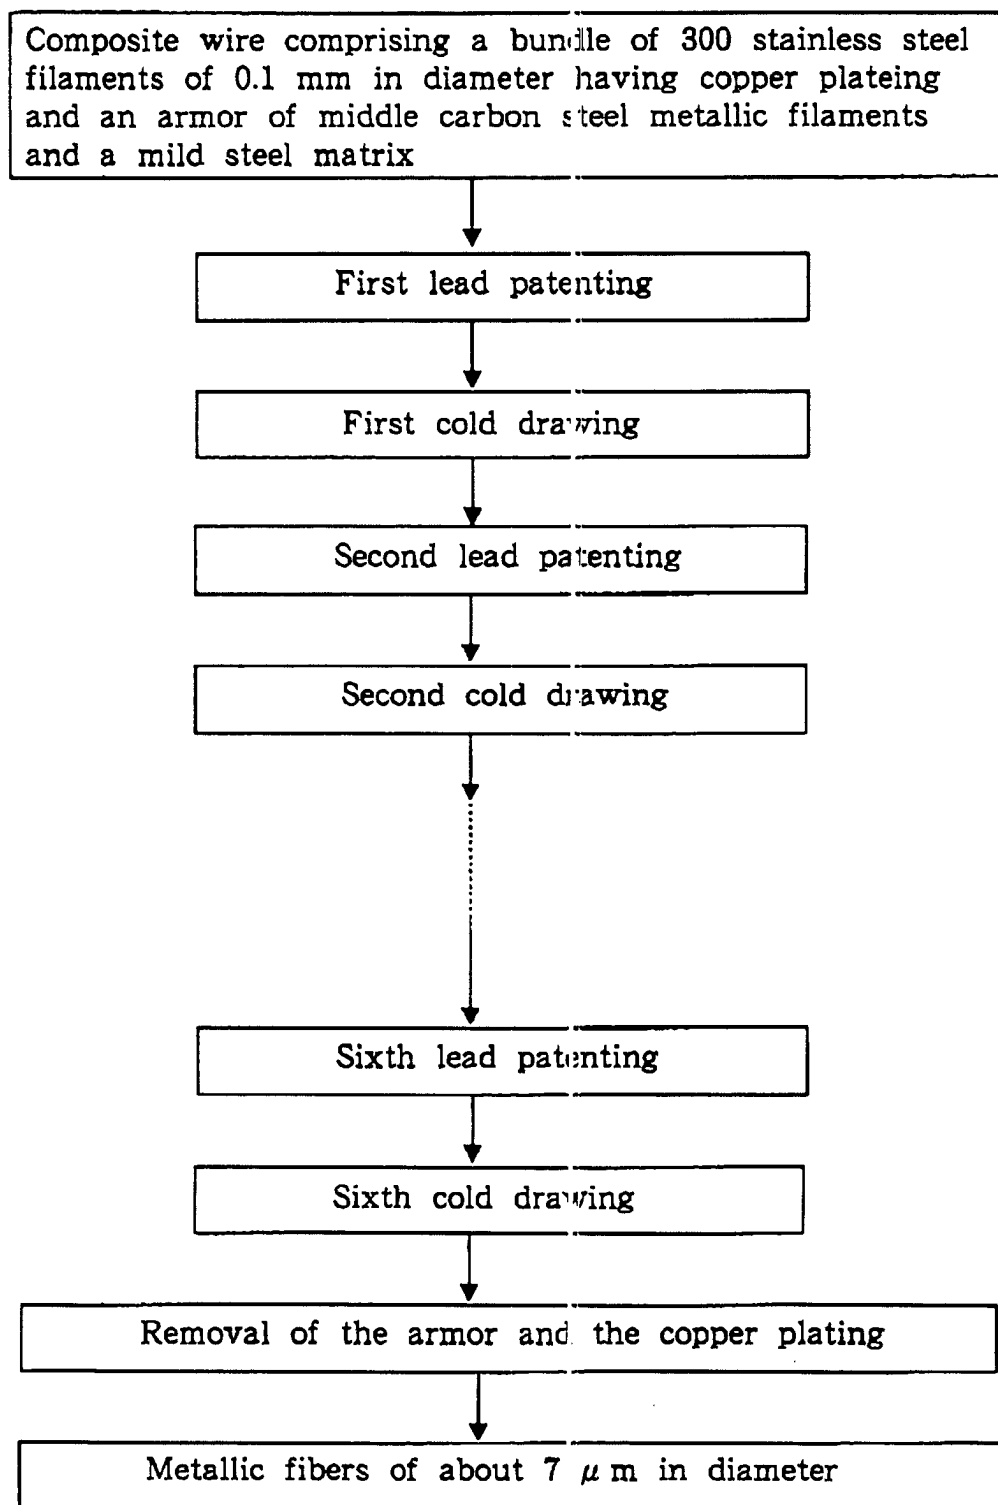 Composite wire comprising a bundle of 300 stainless steel
filaments of 0.1 mm in diameter having copper plateing
and an armor of middle carbon steel metallic filaments
and a mild steel matrix
First lead patenting
First cold drawing
Second lead patenting
Second cold drawing
Sixth lead patenting
Sixth cold drawing
Removal of the armor and the copper plating
Metallic fibers of about 7 μm in diameter